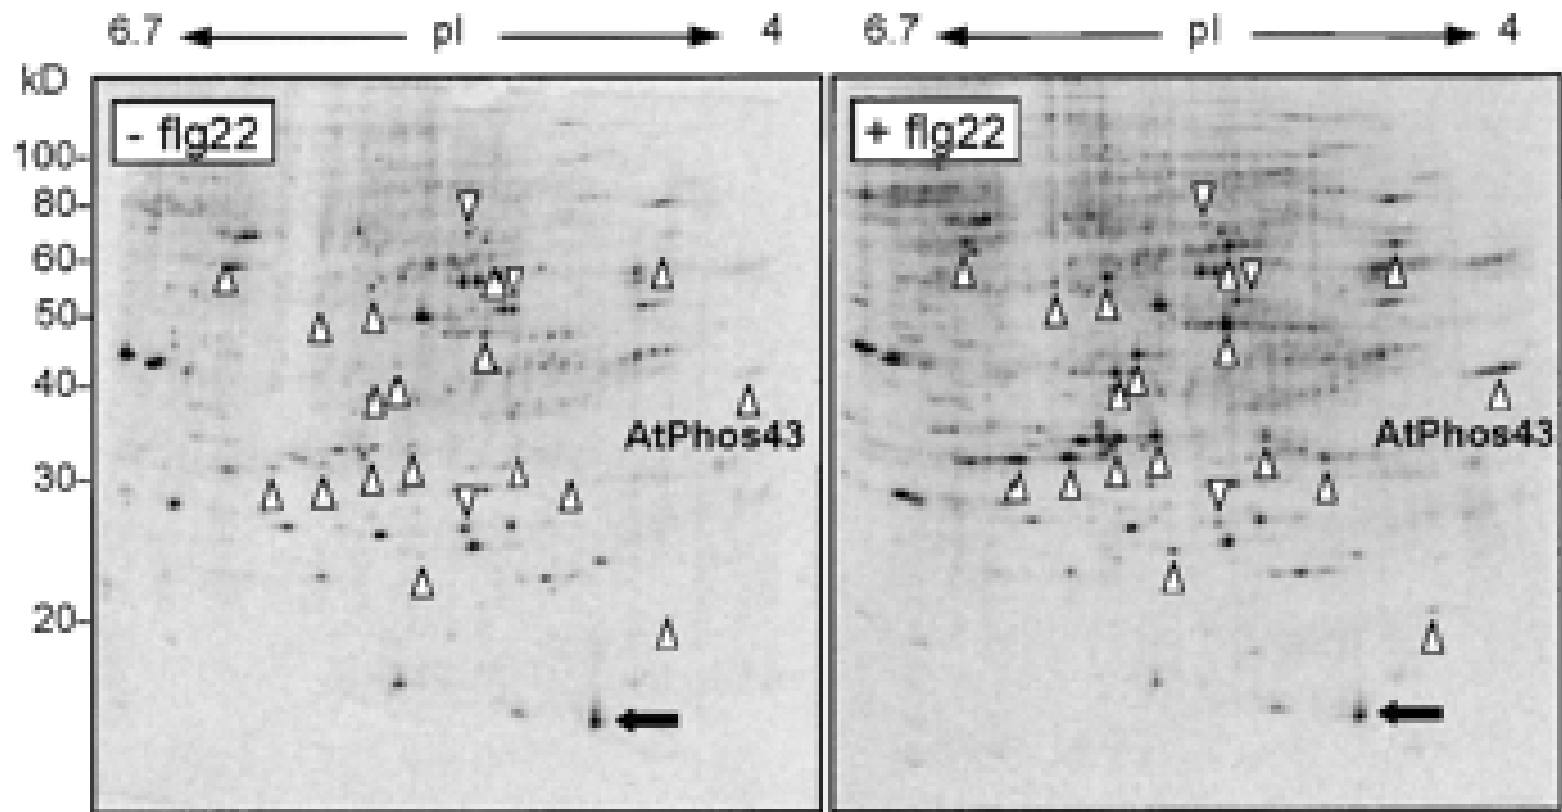 6.7 pI 4 6.7 pI 4
kD
- flg22 + flg22
100-
80-
60-
50-
40-
AtPhos43 AtPhos43
30-
20-